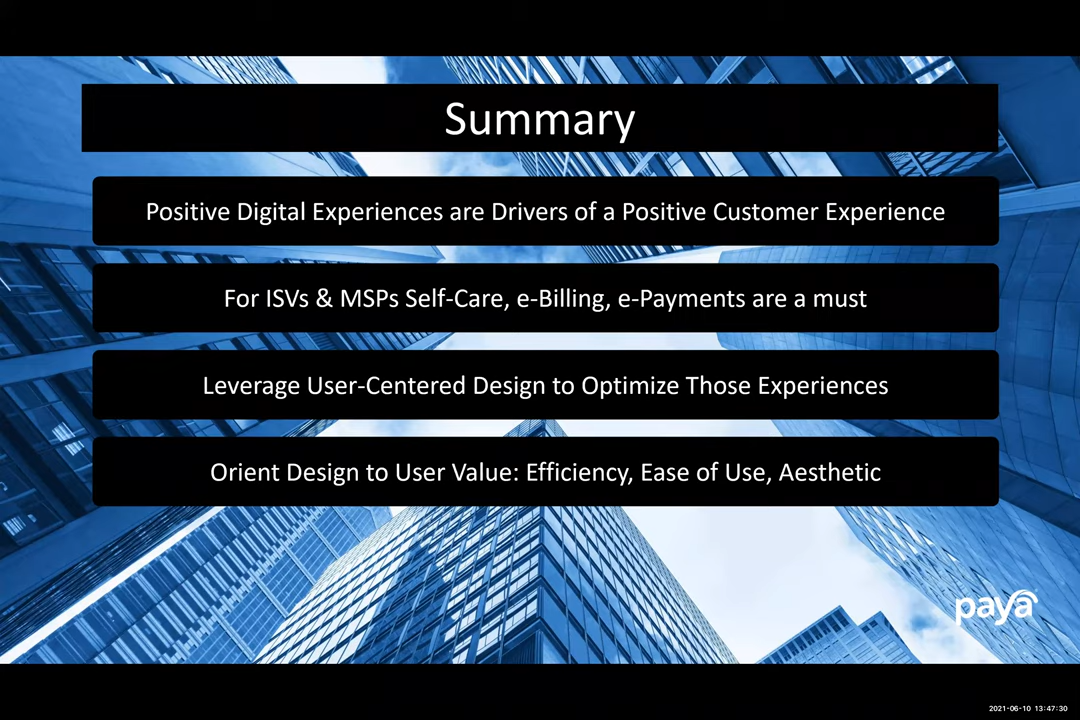 Summary
Positive Digital Experiences are Drivers of a Positive Customer Experience
For ISVs & MSPs Self-Care, e-Billing, e-Payments are a must
Leverage User-Centered Design to Optimize Those Experiences
Orient Design to User Value: Efficiency, Ease of Use, Aesthetic
paya
2021-06-10 13:47:30